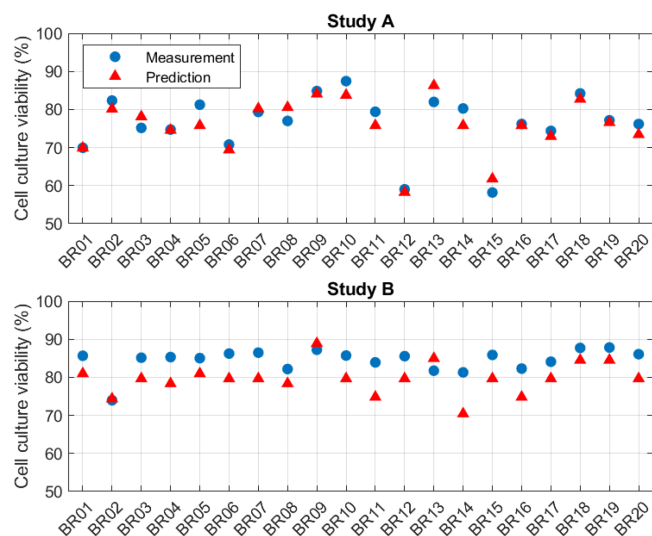 Study A
Cell culture viability (%)
100
90
80
70
60
50
Measurement
Prediction
BR01 BR02 BR03 BR04 BR05 BR06 BR07 BR08 BR09 BR10 BR11 BR12 BR13 BR14 BR15 BR16 BR17 BR18 BR19 BR20
Study B
Cell culture viability (%)
100
90
80
70
60
50
BR01 BR02 BR03 BR04 BR05 BR06 BR07 BR08 BR09 BR10 BR11 BR12 BR13 BR14 BR15 BR16 BR17 BR18 BR19 BR20